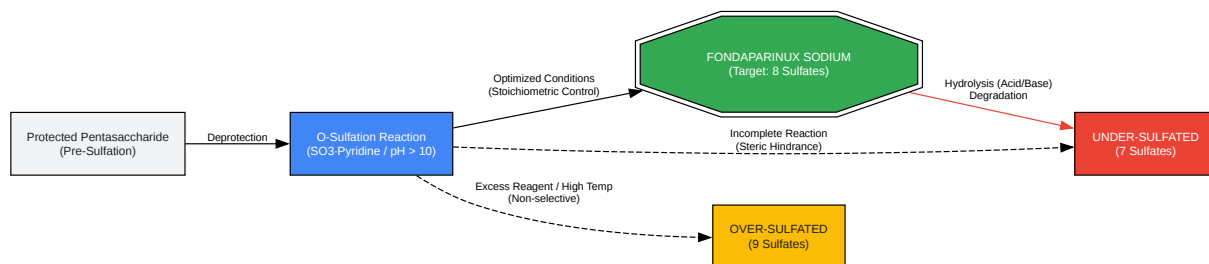 Protected Pentasaccharide
(Pre-Sulfation)
Deprotection
O-Sulfation Reaction
(SO3·Pyridine / pH > 10)
Optimized Conditions
(Stoichiometric Control)
FONDAPARINUX SODIUM
(Target: 8 Sulfates)
Hydrolysis (Acid/Base)
Degradation
Incomplete Reaction
(Steric Hindrance)
UNDER-SULFATED
(7 Sulfates)
Excess Reagent / High Temp
(Non-selective)
OVER-SULFATED
(9 Sulfates)